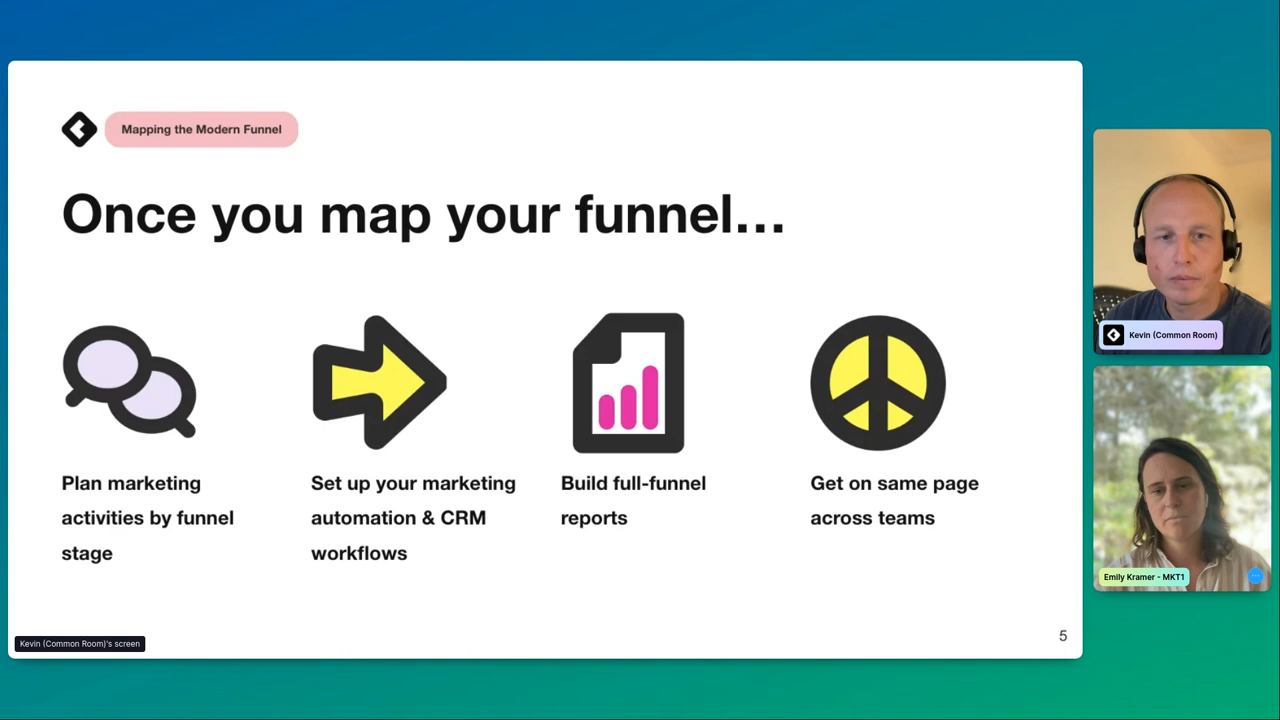 Mapping the Modern Funnel
Once you map your funnel...
Plan marketing
activities by funnel
stage
Set up your marketing
automation & CRM
workflows
Build full-funnel
reports
Get on same page
across teams
5
Kevin (Common Room)'s screen
Kevin (Common Room)
Emily Kramer - MKT1